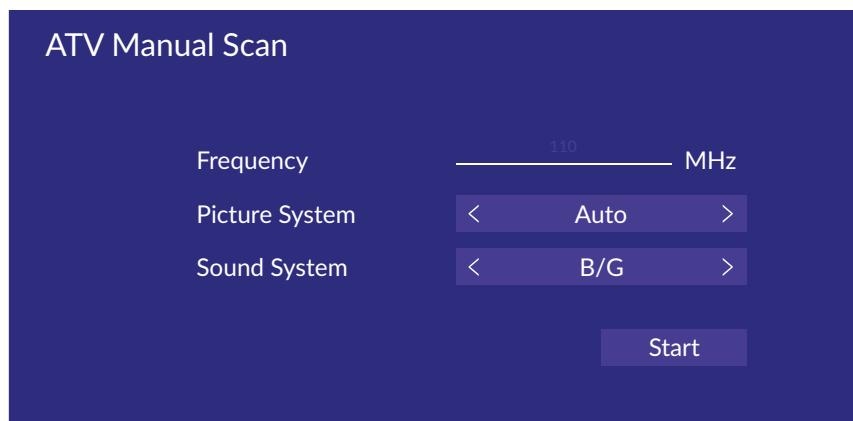 ATV Manual Scan
Frequency 110 MHz
Picture System < Auto >
Sound System < B/G >
Start